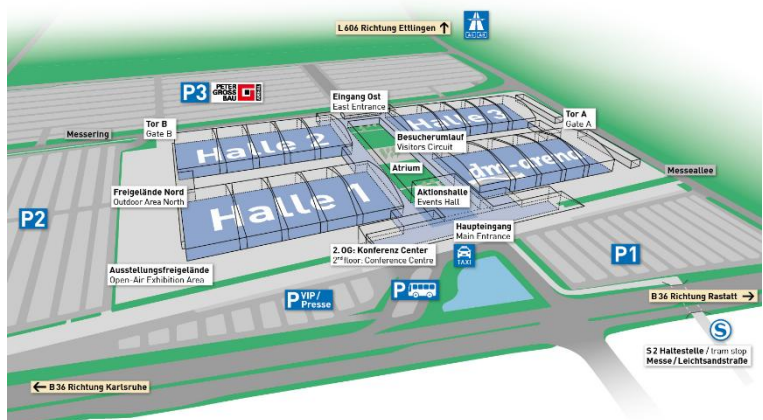 L 606 Richtung Ettlingen ↑
P3
PETER
GROSS
BAU
Eingang Ost
East Entrance
Tor B
Gate B
Messering
Halle 2
Halle 3
Tor A
Gate A
Besucherumlauf
Visitors Circuit
Atrium
dm-arena
Messeallee
Freigelände Nord
Outdoor Area North
Halle 1
Aktionshalle
Events Hall
P2
Haupteingang
Main Entrance
2. OG: Konferenz Center
2nd floor: Conference Centre
TAXI
P1
Ausstellungsfreigelände
Open-Air Exhibition Area
P VIP /
Presse
P
B 36 Richtung Rastatt →
S
S 2 Haltestelle / tram stop
Messe / Leichtsandstraße
← B 36 Richtung Karlsruhe